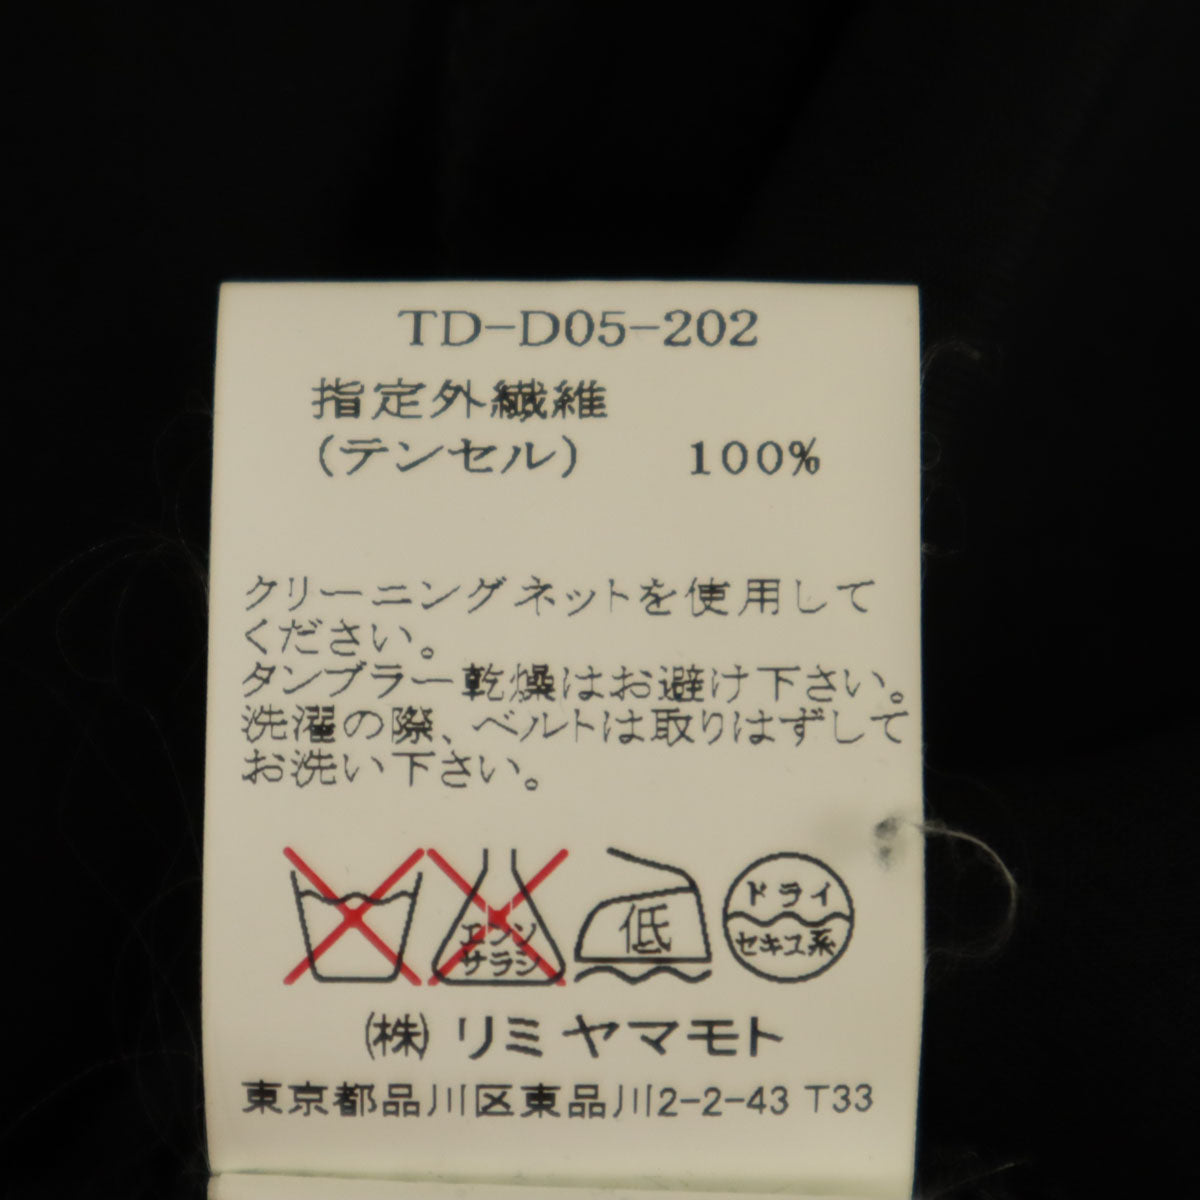 TD-D05-202
指定外繊維
(テンセル) 100%
クリーニングネットを使用して
ください。
タンブラー乾燥はお避け下さい。
洗濯の際、ベルトは取りはずして
お洗い下さい。
エンソ
サラシ
低
ドライ
セキユ系
(株) リミ ヤマモト
東京都品川区東品川2-2-43 T33